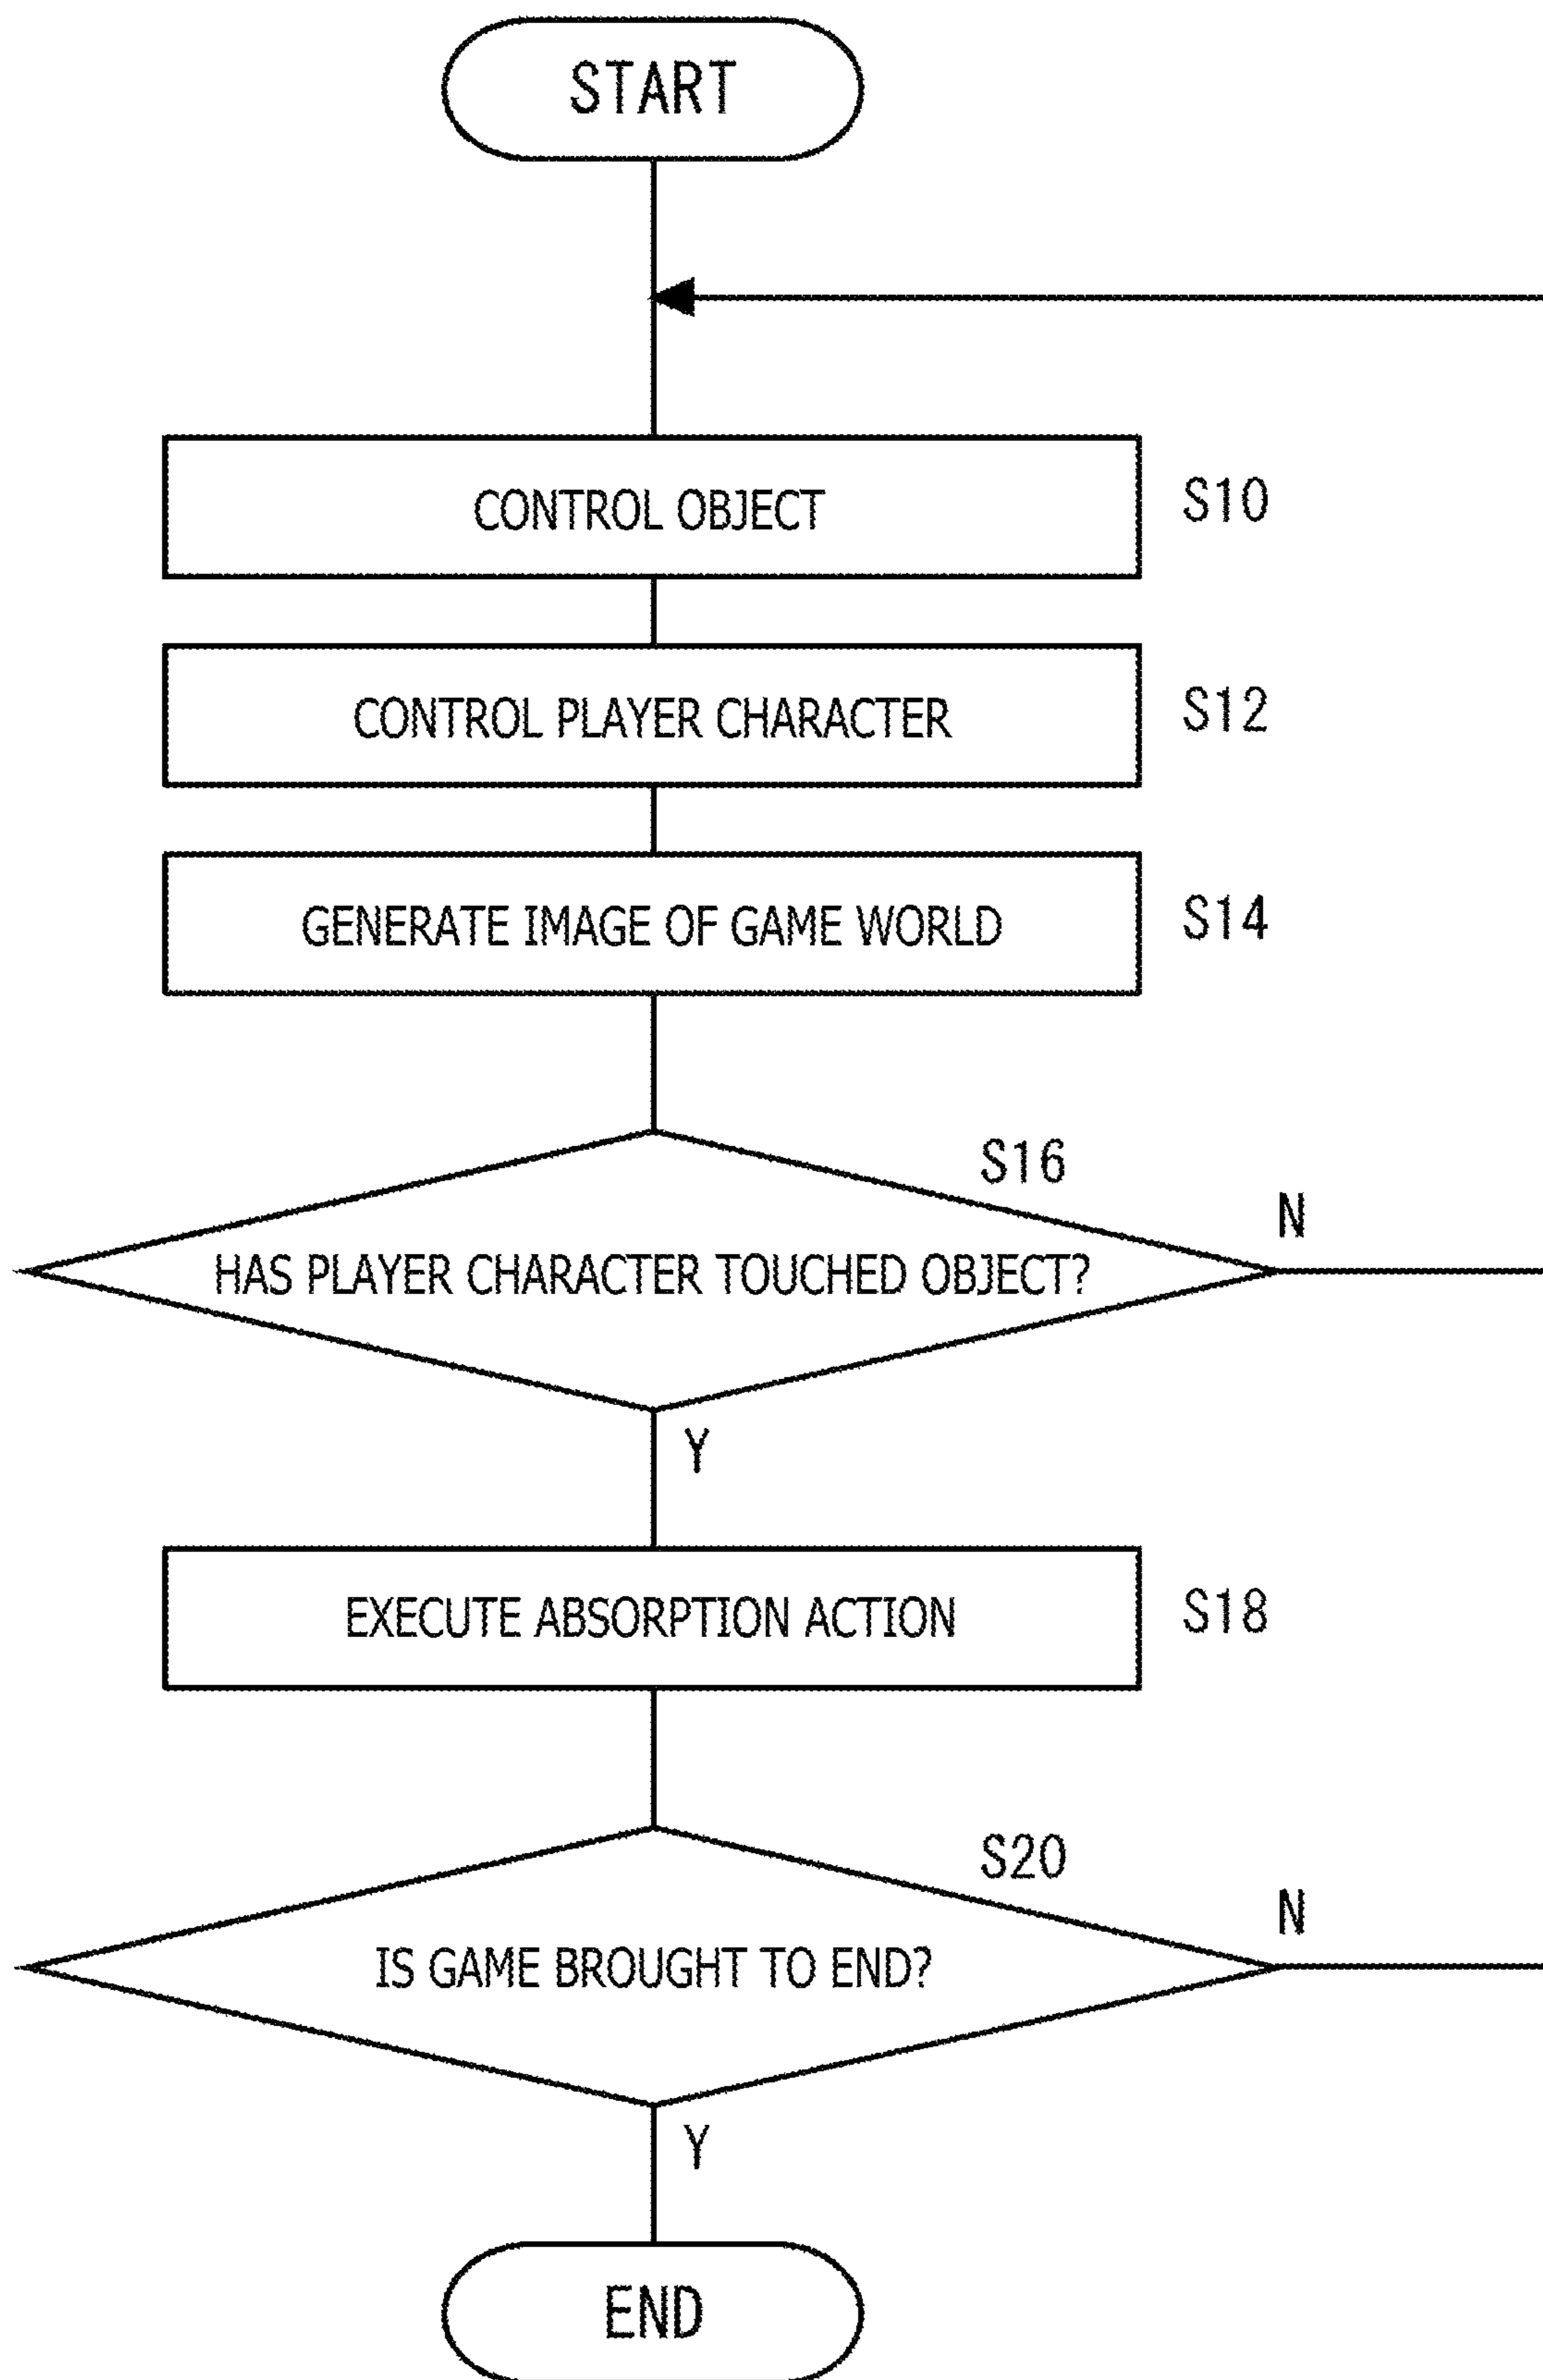 START
CONTROL OBJECT
S10
CONTROL PLAYER CHARACTER
S12
GENERATE IMAGE OF GAME WORLD
S14
S16
N
HAS PLAYER CHARACTER TOUCHED OBJECT?
Y
EXECUTE ABSORPTION ACTION
S18
S20
N
IS GAME BROUGHT TO END?
Y
END